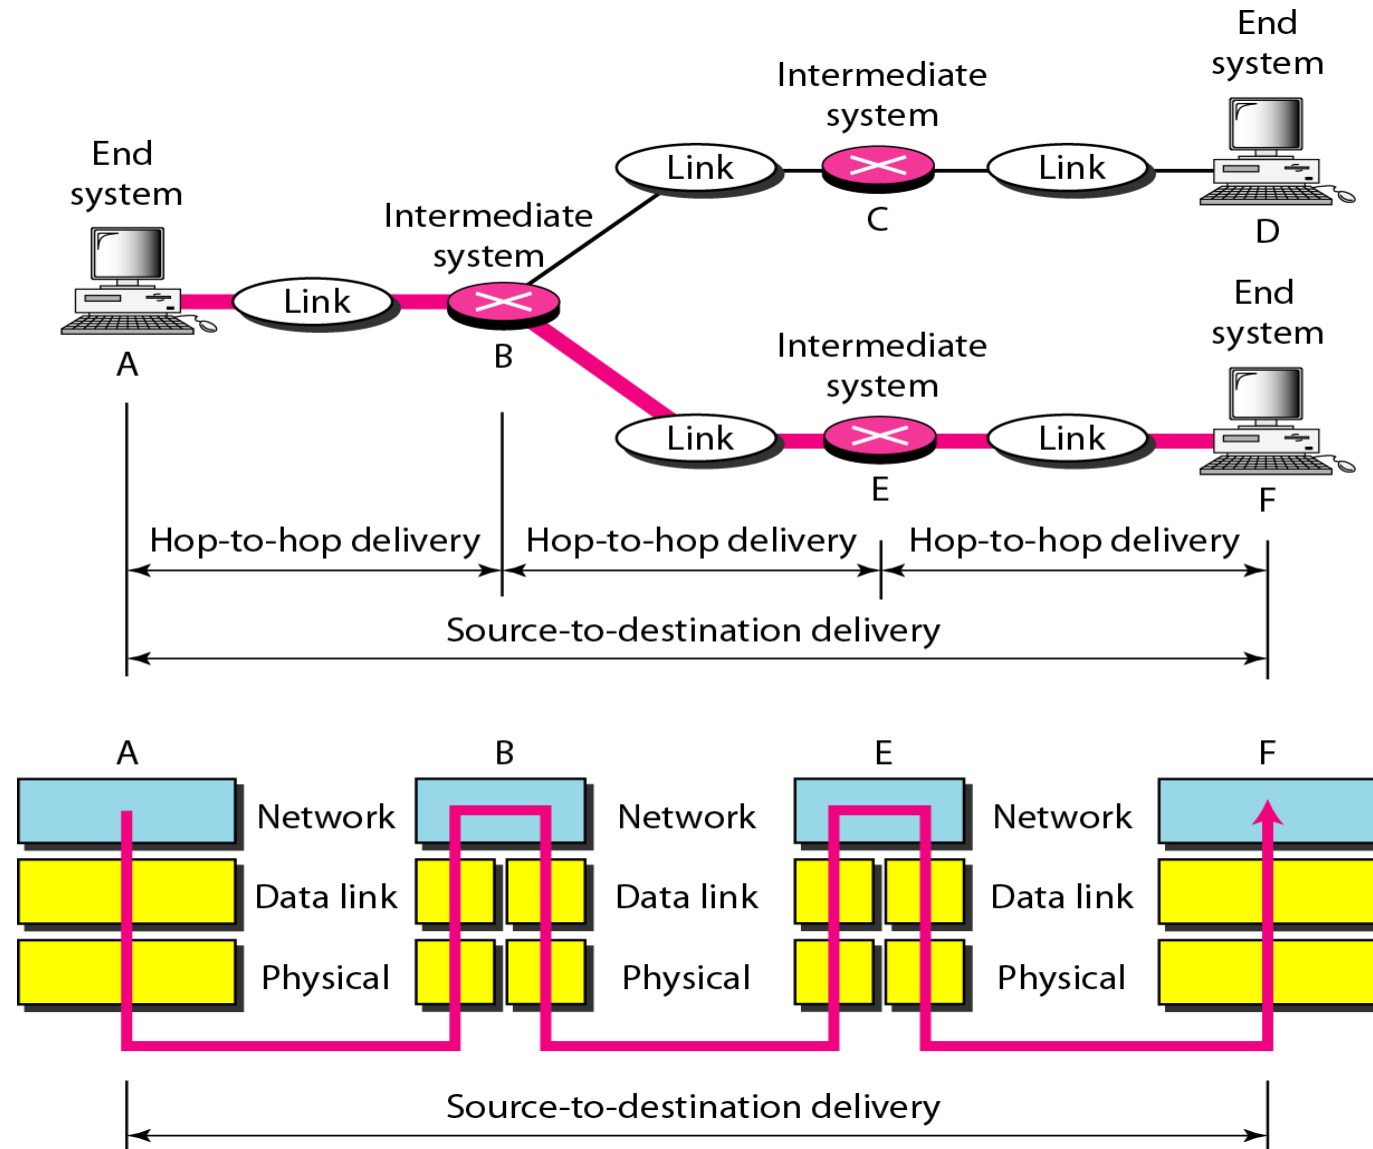 End
system
Intermediate
system
End
system
Link
Link
C
D
Intermediate
system
Link
A
B
End
system
Intermediate
system
Link
Link
E
F
Hop-to-hop delivery
Hop-to-hop delivery
Hop-to-hop delivery
Source-to-destination delivery
A
B
E
F
Network
Network
Network
Data link
Data link
Data link
Physical
Physical
Physical
Source-to-destination delivery